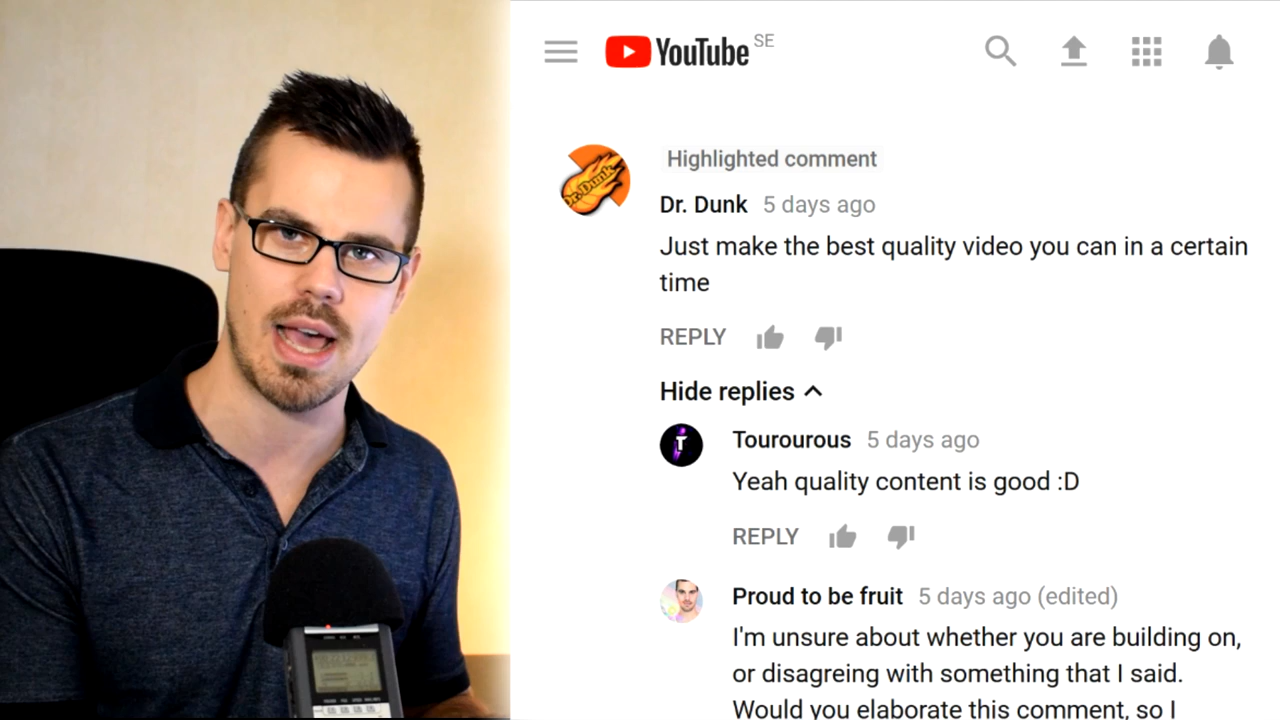 YouTube SE
Highlighted comment
Dr. Dunk
Dr. Dunk 5 days ago
Just make the best quality video you can in a certain
time
REPLY
Hide replies
T
Tourourous 5 days ago
Yeah quality content is good :D
REPLY
Proud to be fruit 5 days ago (edited)
I'm unsure about whether you are building on,
or disagreing with something that I said.
Would you elaborate this comment, so I